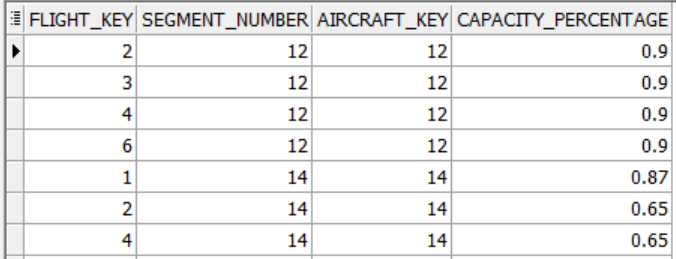 FLIGHT_KEY SEGMENT_NUMBER AIRCRAFT_KEY CAPACITY_PERCENTAGE
2 12 12 0.9
3 12 12 0.9
4 12 12 0.9
6 12 12 0.9
1 14 14 0.87
2 14 14 0.65
4 14 14 0.65